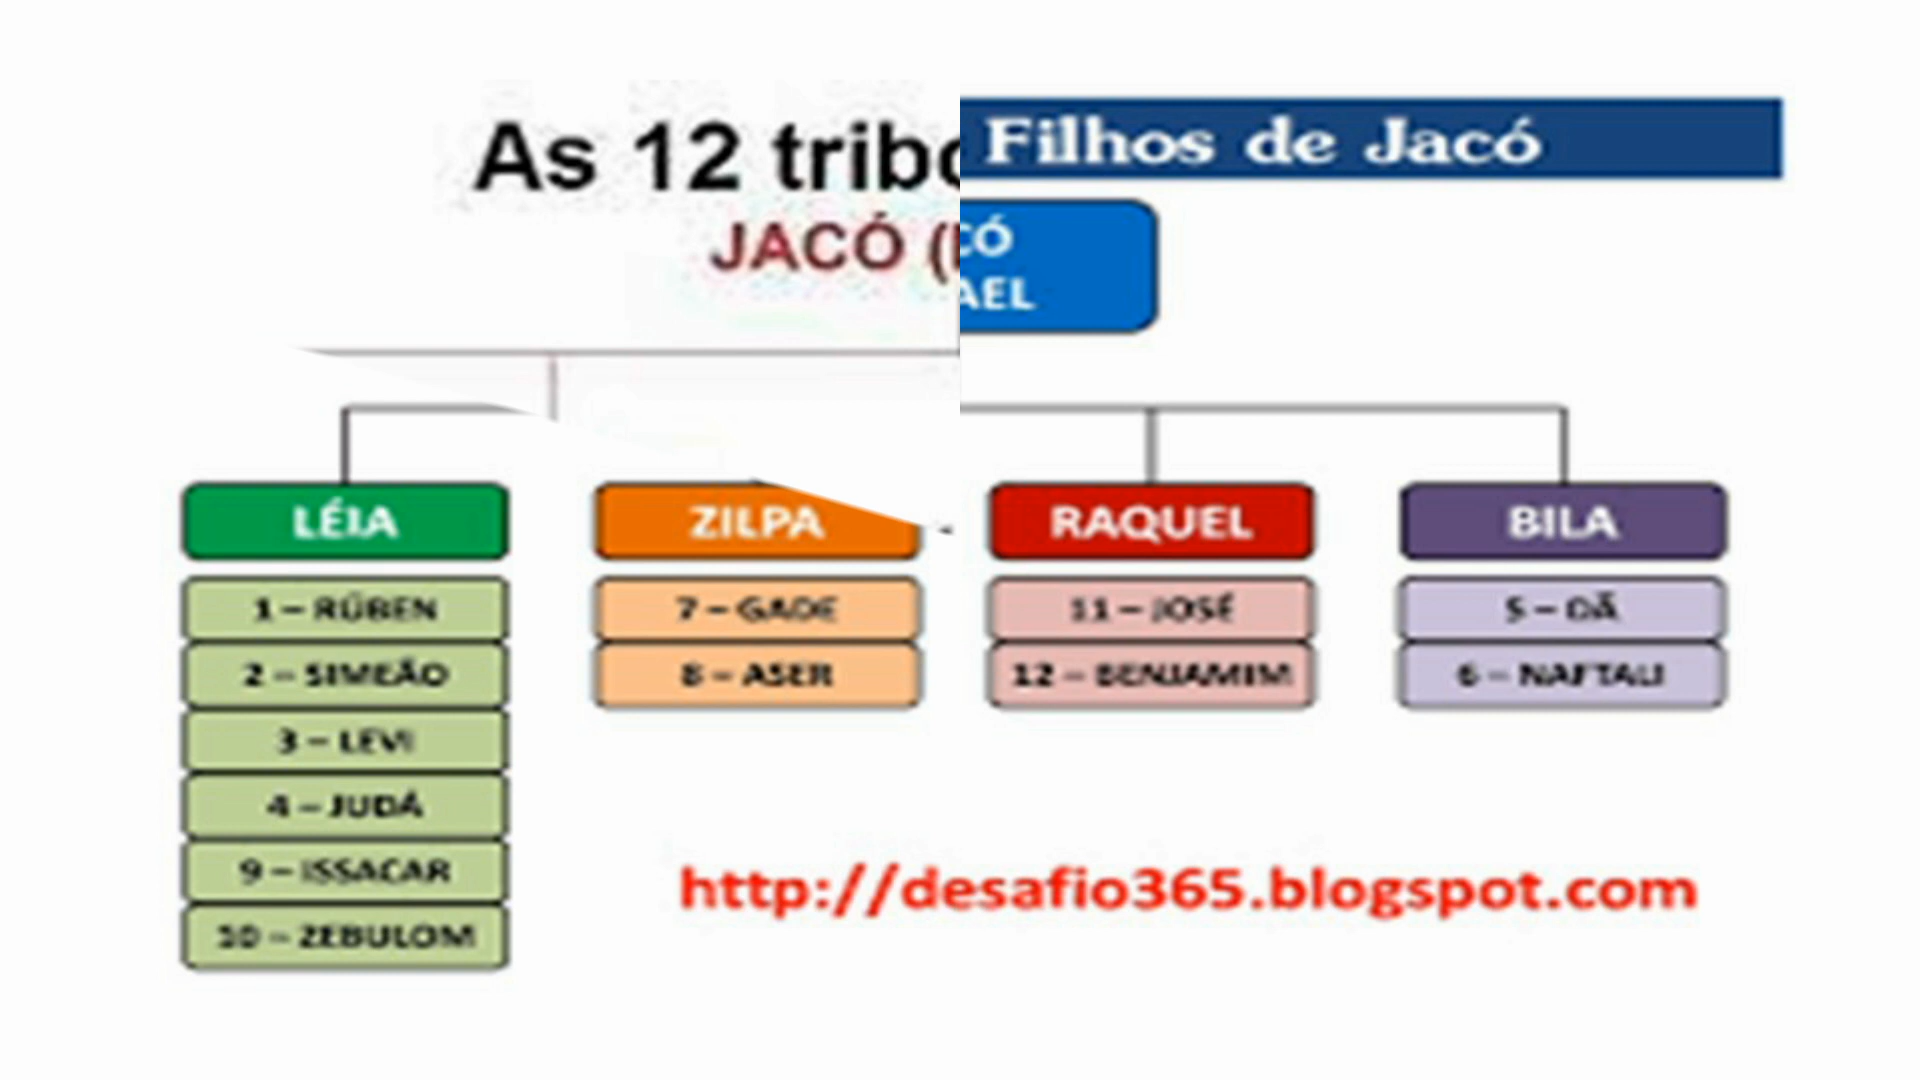 As 12 tribo
Filhos de Jacó
JACÓ (
CÓ
AEL
LÉIA
ZILPA
RAQUEL
BILA
1 – RÚBEN
7 – GADE
11 – JOSÉ
5 – DÃ
2 – SIMEÃO
8 – ASER
12 – BENJAMIM
6 – NAFTALI
3 – LEVI
4 – JUDÁ
9 – ISSACAR
10 – ZEBULOM
http://desafio365.blogspot.com